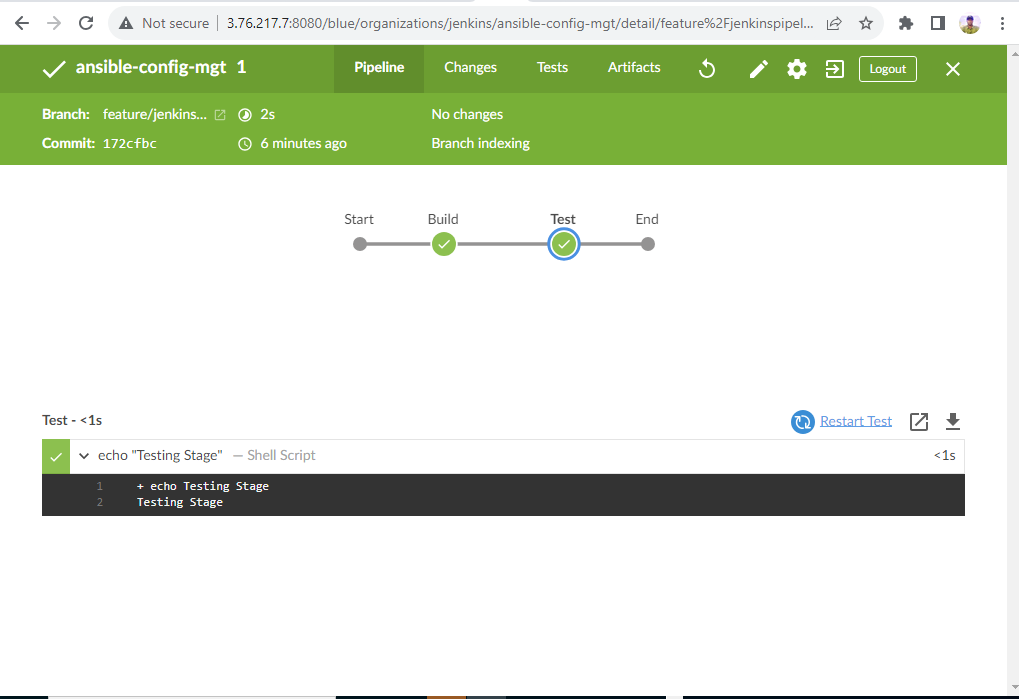 Not secure 3.76.217.7:8080/blue/organizations/jenkins/ansible-config-mgt/detail/feature%2Fjenkinspipel...
ansible-config-mgt 1 Pipeline Changes Tests Artifacts Logout
Branch: feature/jenkins... 2s No changes
Commit: 172cfbc 6 minutes ago Branch indexing
Start Build Test End
Test - <1s Restart Test
echo "Testing Stage" — Shell Script <1s
1 + echo Testing Stage
2 Testing Stage